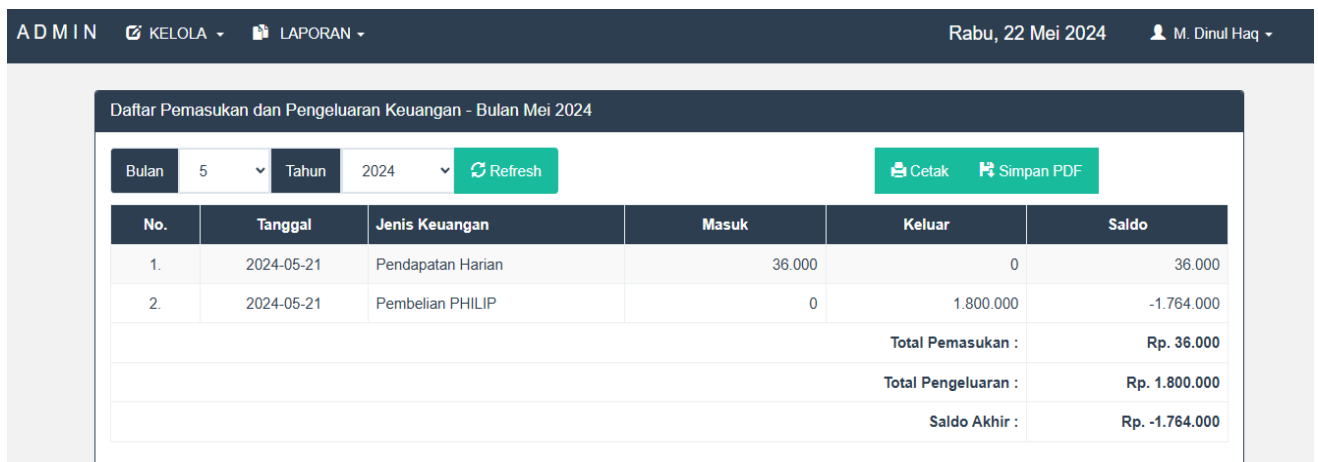 ADMIN KELOLA LAPORAN Rabu, 22 Mei 2024 M. Dinul Haq
Daftar Pemasukan dan Pengeluaran Keuangan - Bulan Mei 2024
Bulan 5 Tahun 2024 Refresh Cetak Simpan PDF
No. Tanggal Jenis Keuangan Masuk Keluar Saldo
1. 2024-05-21 Pendapatan Harian 36.000 0 36.000
2. 2024-05-21 Pembelian PHILIP 0 1.800.000 -1.764.000
Total Pemasukan : Rp. 36.000
Total Pengeluaran : Rp. 1.800.000
Saldo Akhir : Rp. -1.764.000